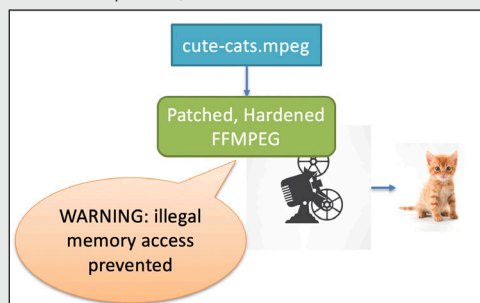 cute-cats.mpeg
Patched, Hardened
FFMPEG
WARNING: illegal
memory access
prevented